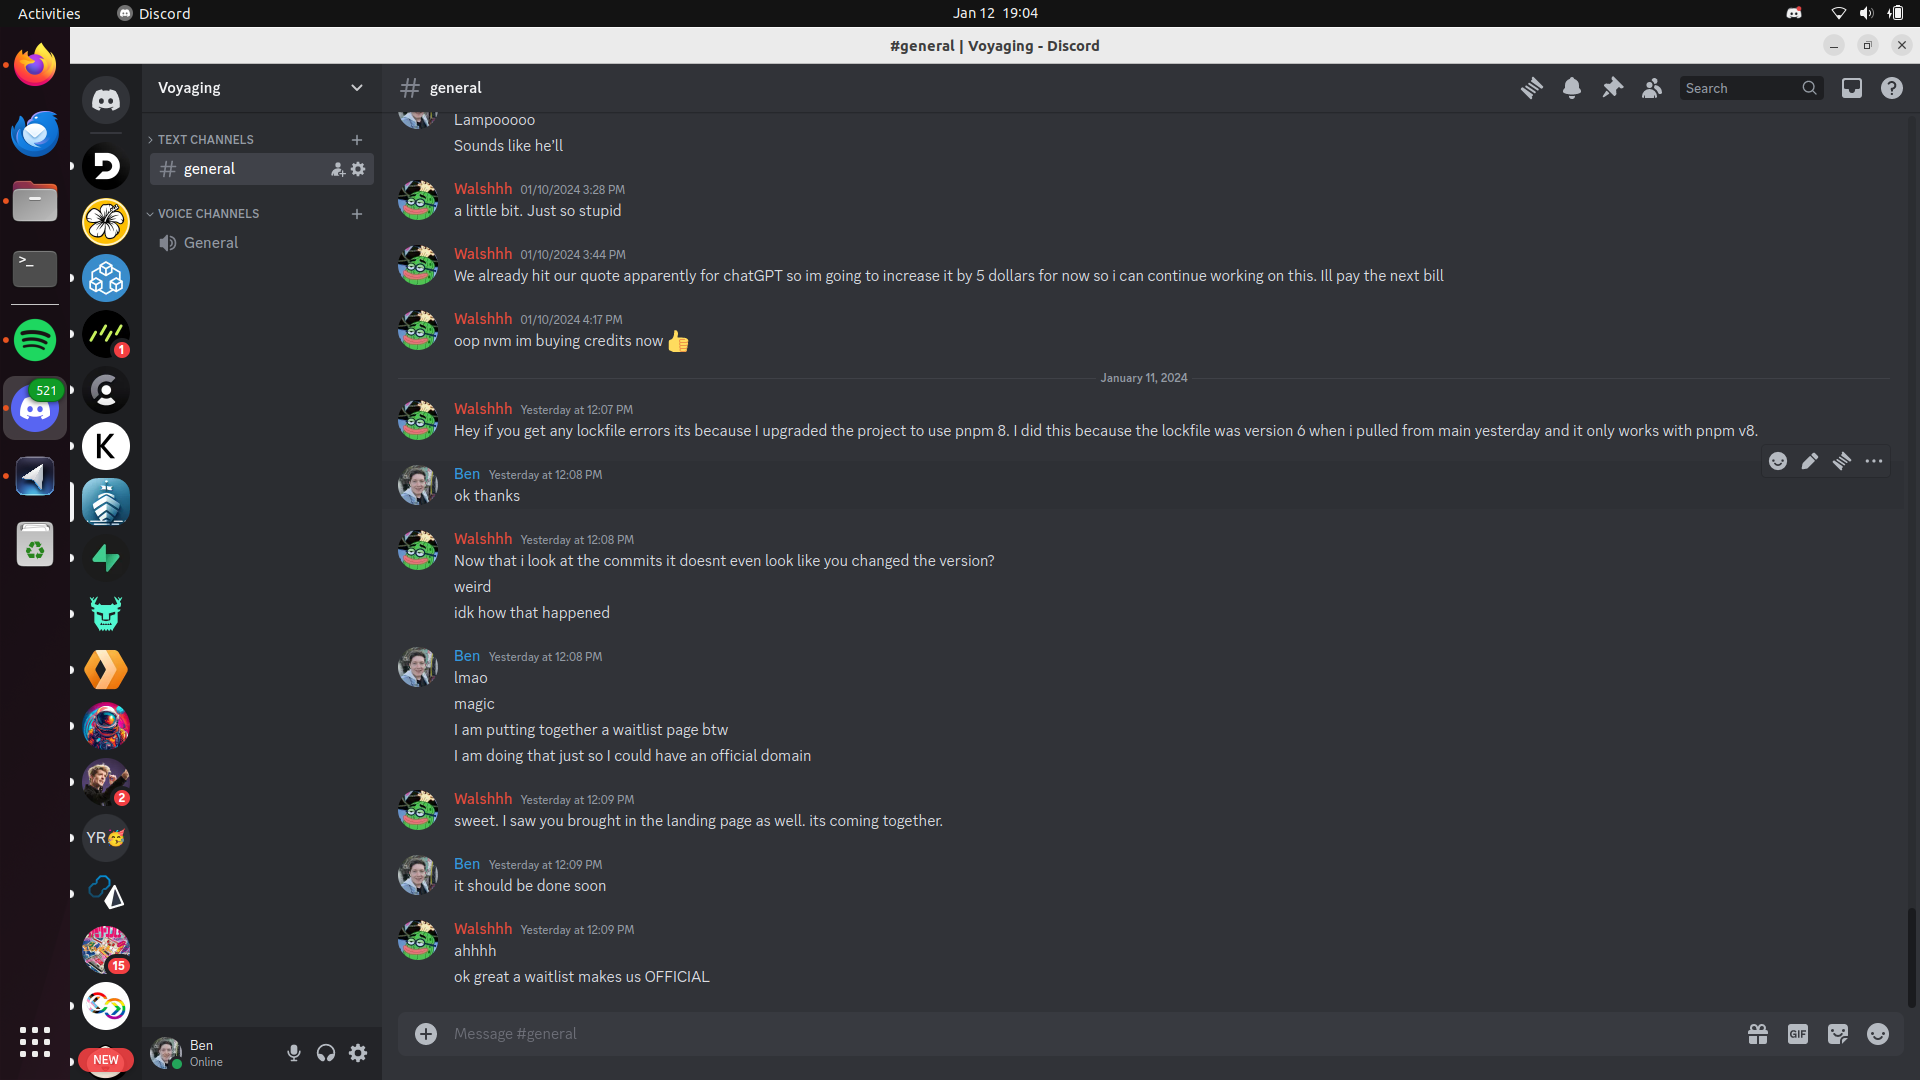 Activities
Discord
Jan 12 19:04
#general | Voyaging - Discord
Voyaging
general
Search
TEXT CHANNELS
general
VOICE CHANNELS
General
Lampooooo
Sounds like he'll
Walshhh 01/10/2024 3:28 PM
a little bit. Just so stupid
Walshhh 01/10/2024 3:44 PM
We already hit our quote apparently for chatGPT so im going to increase it by 5 dollars for now so i can continue working on this. Ill pay the next bill
Walshhh 01/10/2024 4:17 PM
oop nvm im buying credits now 👍
January 11, 2024
Walshhh Yesterday at 12:07 PM
Hey if you get any lockfile errors its because I upgraded the project to use pnpm 8. I did this because the lockfile was version 6 when i pulled from main yesterday and it only works with pnpm v8.
Ben Yesterday at 12:08 PM
ok thanks
Walshhh Yesterday at 12:08 PM
Now that i look at the commits it doesnt even look like you changed the version?
weird
idk how that happened
Ben Yesterday at 12:08 PM
lmao
magic
I am putting together a waitlist page btw
I am doing that just so I could have an official domain
Walshhh Yesterday at 12:09 PM
sweet. I saw you brought in the landing page as well. its coming together.
Ben Yesterday at 12:09 PM
it should be done soon
Walshhh Yesterday at 12:09 PM
ahhhh
ok great a waitlist makes us OFFICIAL
Message #general
GIF
Ben
Online
521
1
K
2
YR🥳
15
NEW